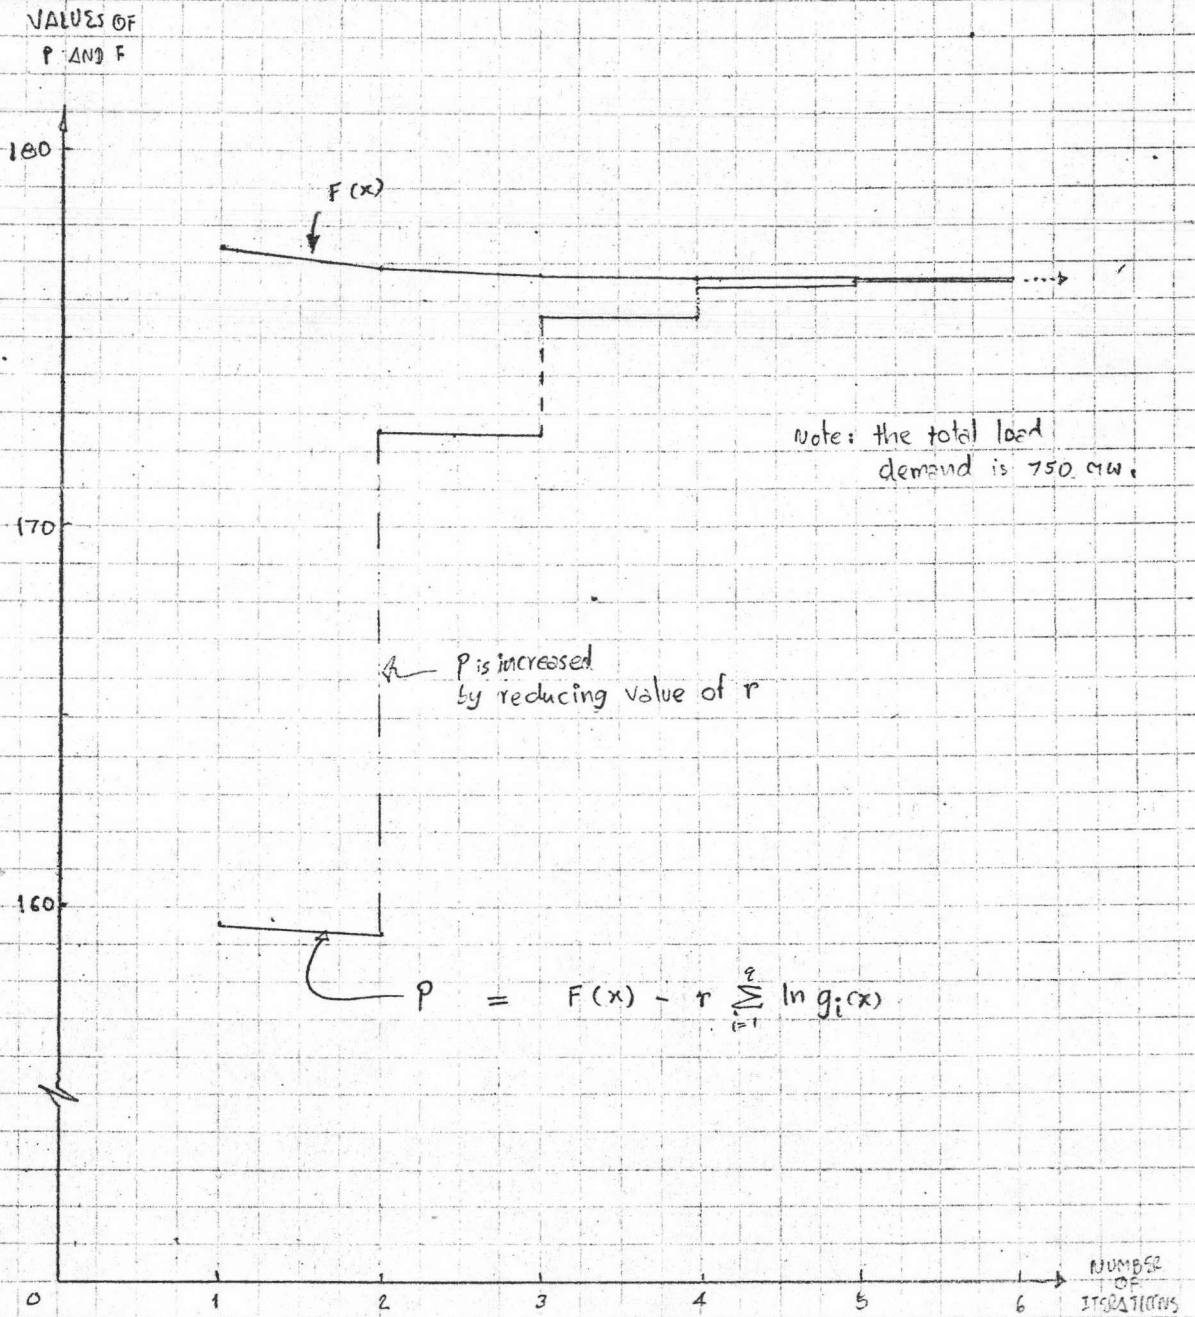 VALUES OF
P AND F
180
F(x)
Note: the total load
demand is 750 MW.
170
P is increased
by reducing value of r
160
P = F(x) - r ∑ ln gᵢ(x)
i=1
0
1
2
3
4
5
6
NUMBER
OF
ITERATIONS